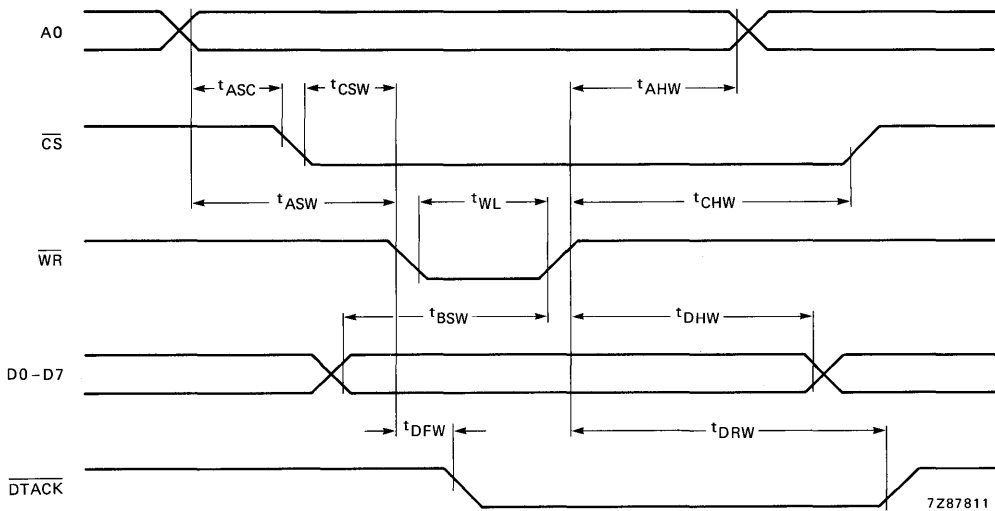 A0
tASC
tCSW
tAHW
CS
tASW
tWL
tCHW
WR
tBSW
tDHW
D0-D7
tDFW
tDRW
DTACK
7Z87811